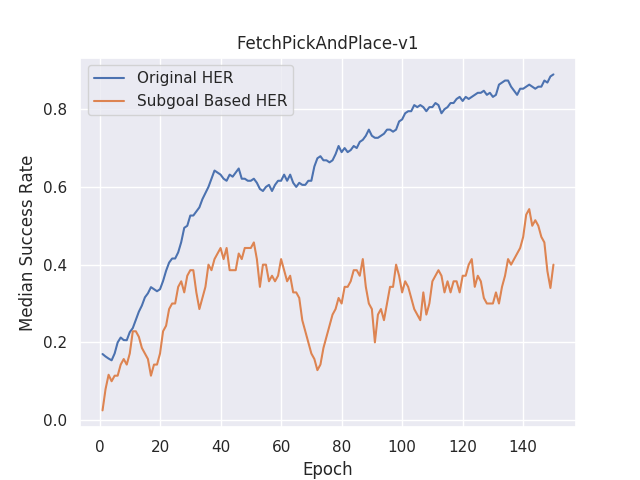 FetchPickAndPlace-v1
Original HER
Subgoal Based HER
Median Success Rate
0.8
0.6
0.4
0.2
0.0
0 20 40 60 80 100 120 140
Epoch